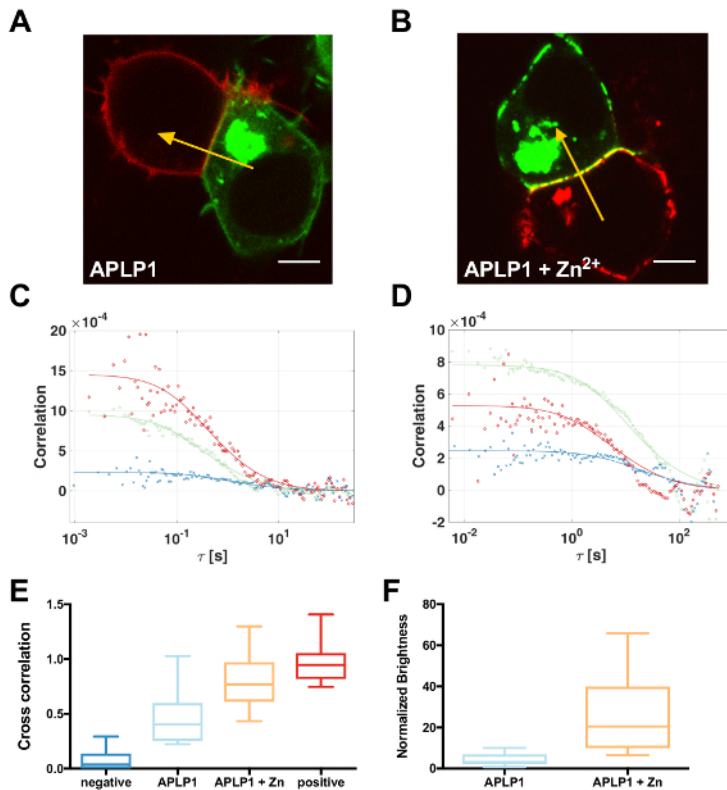 A
B
APLP1
APLP1 + Zn2+
C
D
×10-4
20
15
10
5
0
Correlation
10-3
10-1
101
τ [s]
×10-4
10
8
6
4
2
0
-2
Correlation
10-2
100
102
τ [s]
E
F
1.5
1.0
0.5
0.0
Cross correlation
negative
APLP1
APLP1 + Zn
positive
80
60
40
20
0
Normalized Brightness
APLP1
APLP1 + Zn